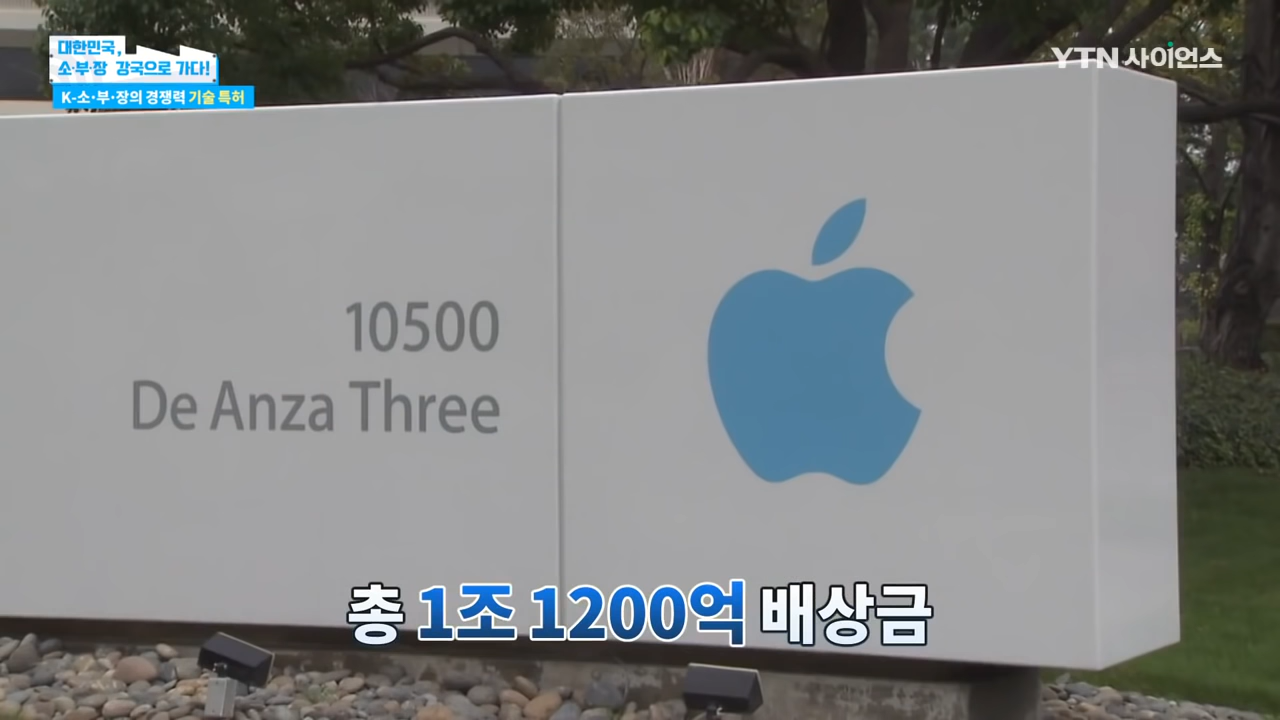 대한민국,
소·부·장 강국으로 가다!
K-소·부·장의 경쟁력 기술 특허
YTN 사이언스
10500
De Anza Three
총 1조 1200억 배상금